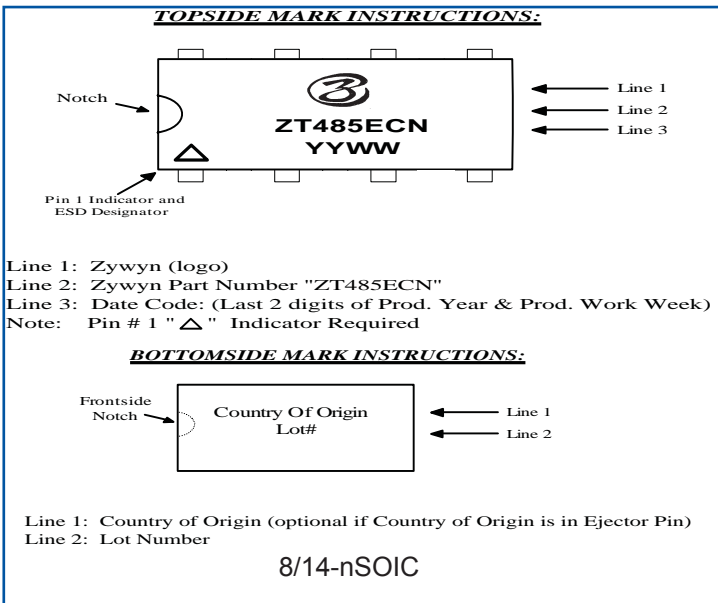 TOPSIDE MARK INSTRUCTIONS:
Notch
ZT485ECN
YYWW
Line 1
Line 2
Line 3
Pin 1 Indicator and
ESD Designator
Line 1: Zywyn (logo)
Line 2: Zywyn Part Number "ZT485ECN"
Line 3: Date Code: (Last 2 digits of Prod. Year & Prod. Work Week)
Note: Pin # 1 "△" Indicator Required
BOTTOMSIDE MARK INSTRUCTIONS:
Frontside
Notch
Country Of Origin
Lot#
Line 1
Line 2
Line 1: Country of Origin (optional if Country of Origin is in Ejector Pin)
Line 2: Lot Number
8/14-nSOIC